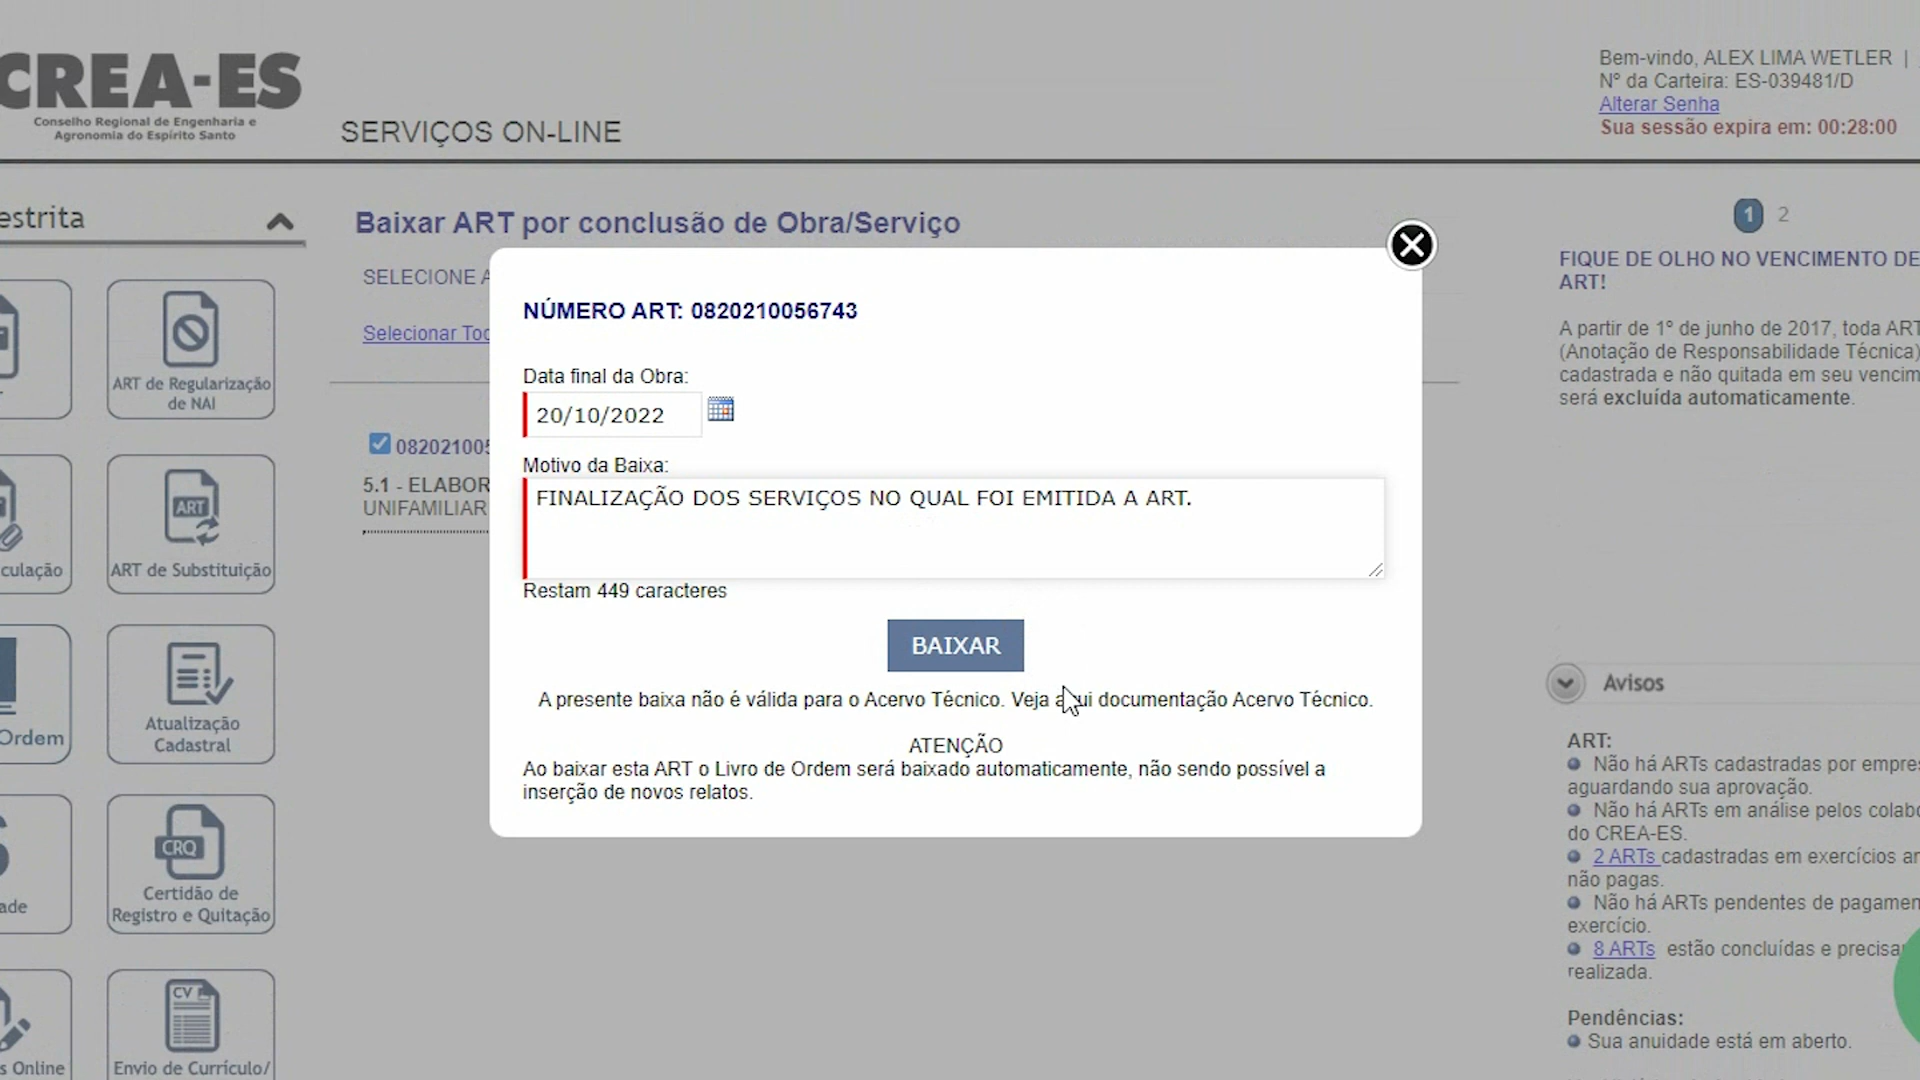 CREA-ES
Conselho Regional de Engenharia e
Agronomia do Espírito Santo
SERVIÇOS ON-LINE
Bem-vindo, ALEX LIMA WETLER |
Nº da Carteira: ES-039481/D
Alterar Senha
Sua sessão expira em: 00:28:00
estrita
ART de Regularização
de NAI
culação
ART
ART de Substituição
Ordem
Atualização
Cadastral
ade
CRQ
Certidão de
Registro e Quitação
s Online
CV
Envio de Currículo/
Baixar ART por conclusão de Obra/Serviço
SELECIONE A
Selecionar Tod
082021005
5.1 - ELABOR
UNIFAMILIAR
NÚMERO ART: 0820210056743
Data final da Obra:
20/10/2022
Motivo da Baixa:
FINALIZAÇÃO DOS SERVIÇOS NO QUAL FOI EMITIDA A ART.
Restam 449 caracteres
BAIXAR
A presente baixa não é válida para o Acervo Técnico. Veja aqui documentação Acervo Técnico.
ATENÇÃO
Ao baixar esta ART o Livro de Ordem será baixado automaticamente, não sendo possível a
inserção de novos relatos.
1 2
FIQUE DE OLHO NO VENCIMENTO DE
ART!
A partir de 1º de junho de 2017, toda ART
(Anotação de Responsabilidade Técnica)
cadastrada e não quitada em seu vencim
será excluída automaticamente.
Avisos
ART:
Não há ARTs cadastradas por empre
aguardando sua aprovação.
Não há ARTs em análise pelos colabo
do CREA-ES.
2 ARTs cadastradas em exercícios an
não pagas.
Não há ARTs pendentes de pagamen
exercício.
8 ARTs estão concluídas e precisa
realizada.
Pendências:
Sua anuidade está em aberto.